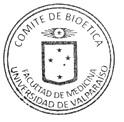 COMITE DE BIOETICA
FACULTAD DE MEDICINA
UNIVERSIDAD DE VALPARAISO